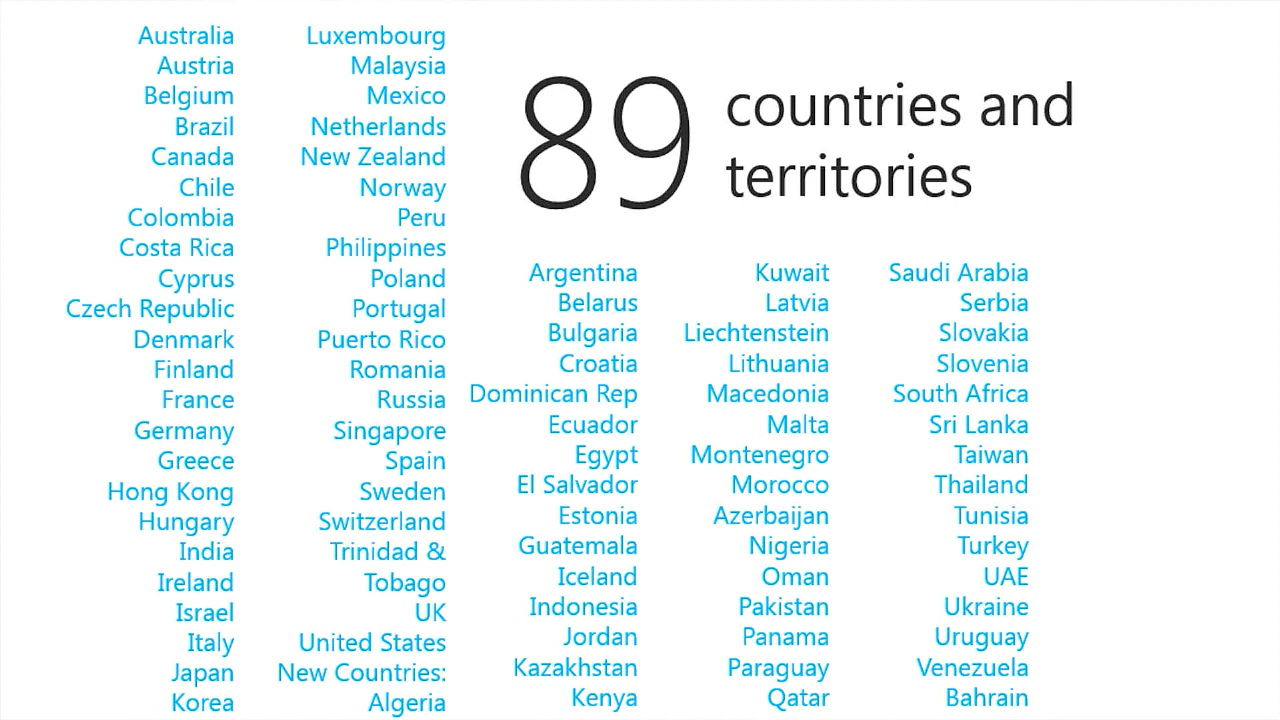 Australia
Austria
Belgium
Brazil
Canada
Chile
Colombia
Costa Rica
Cyprus
Czech Republic
Denmark
Finland
France
Germany
Greece
Hong Kong
Hungary
India
Ireland
Israel
Italy
Japan
Korea
Luxembourg
Malaysia
Mexico
Netherlands
New Zealand
Norway
Peru
Philippines
Poland
Portugal
Puerto Rico
Romania
Russia
Singapore
Spain
Sweden
Switzerland
Trinidad &
Tobago
UK
United States
New Countries:
Algeria
89 countries and
territories
Argentina
Belarus
Bulgaria
Croatia
Dominican Rep
Ecuador
Egypt
El Salvador
Estonia
Guatemala
Iceland
Indonesia
Jordan
Kazakhstan
Kenya
Kuwait
Latvia
Liechtenstein
Lithuania
Macedonia
Malta
Montenegro
Morocco
Azerbaijan
Nigeria
Oman
Pakistan
Panama
Paraguay
Qatar
Saudi Arabia
Serbia
Slovakia
Slovenia
South Africa
Sri Lanka
Taiwan
Thailand
Tunisia
Turkey
UAE
Ukraine
Uruguay
Venezuela
Bahrain